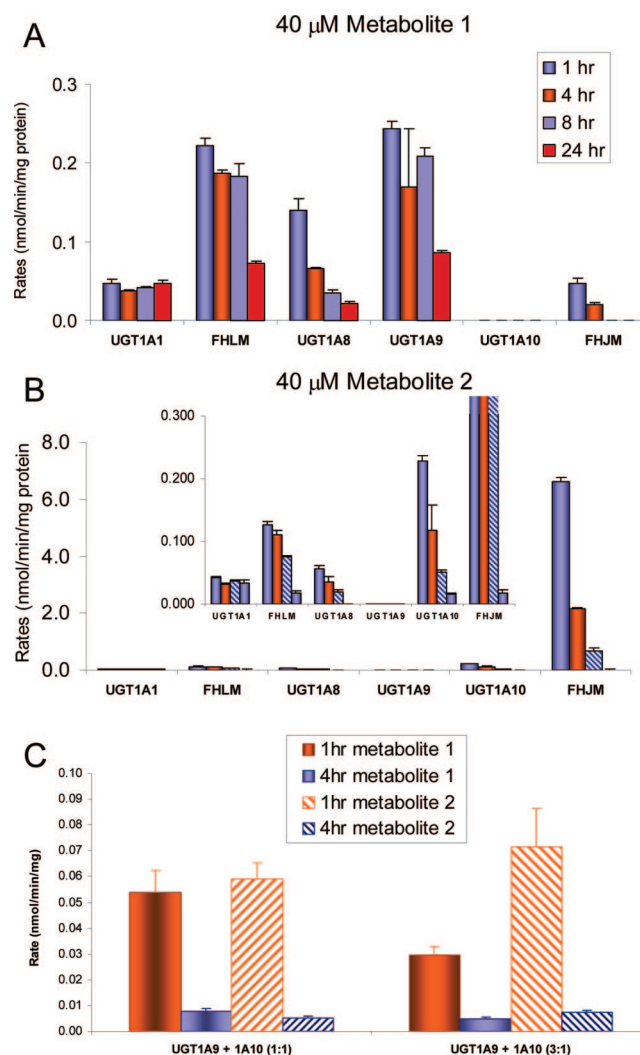 A
40 μM Metabolite 1
1 hr
4 hr
8 hr
24 hr
Rates (nmol/min/mg protein)
0.3
0.2
0.1
0.0
UGT1A1 FHLM UGT1A8 UGT1A9 UGT1A10 FHJM
B
40 μM Metabolite 2
Rates (nmol/min/mg protein)
8.0
6.0
4.0
2.0
0.0
0.300
0.200
0.100
0.000
UGT1A1 FHLM UGT1A8 UGT1A9 UGT1A10 FHJM
UGT1A1 FHLM UGT1A8 UGT1A9 UGT1A10 FHJM
C
1hr metabolite 1
4hr metabolite 1
1hr metabolite 2
4hr metabolite 2
Rate (nmol/min/mg)
0.10
0.09
0.08
0.07
0.06
0.05
0.04
0.03
0.02
0.01
0.00
UGT1A9 + 1A10 (1:1) UGT1A9 + 1A10 (3:1)